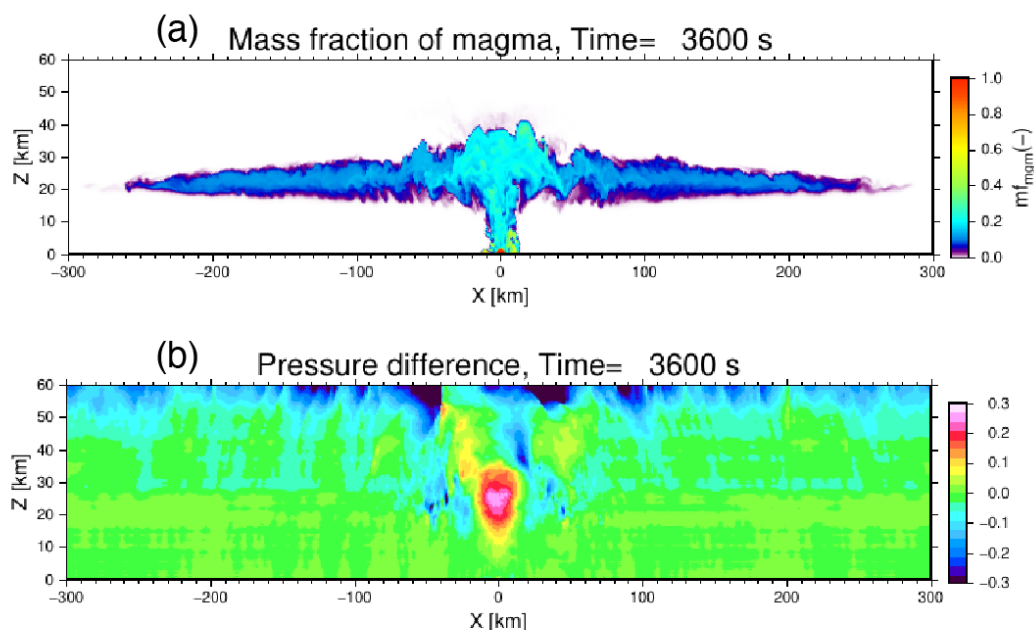 (a)
Mass fraction of magma, Time= 3600 s
60
50
40
30
20
10
0
Z [km]
−300 −200 −100 0 100 200 300
X [km]
1.0
0.8
0.6
0.4
0.2
0.0
mf_mgm(−)
(b)
Pressure difference, Time= 3600 s
60
50
40
30
20
10
0
Z [km]
−300 −200 −100 0 100 200 300
X [km]
0.3
0.2
0.1
0.0
−0.1
−0.2
−0.3